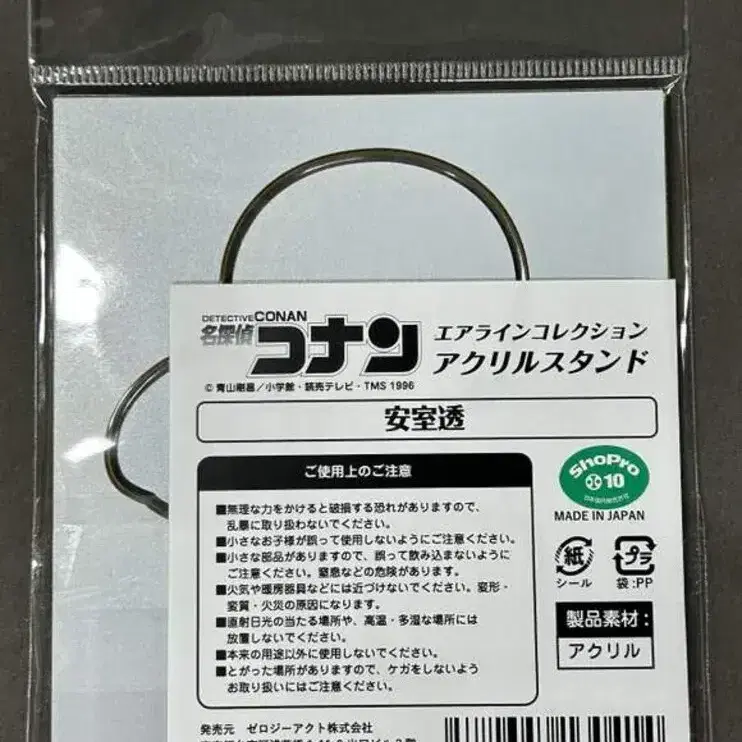 DETECTIVE CONAN
名探偵コナン
エアラインコレクション
アクリルスタンド
© 青山剛昌／小学館・読売テレビ・TMS 1996
安室透
ご使用上のご注意
■無理な力をかけると破損する恐れがありますので、
乱暴に取り扱わないでください。
■小さなお子様が誤って使用しないようにご注意ください。
■小さな部品がありますので、誤って飲み込まないように
ご注意ください。窒息などの危険があります。
■火気や暖房器具などには近づけないでください。変形・
変質・火災の原因になります。
■直射日光の当たる場所や、高温・多湿な場所には
放置しないでください。
■本来の用途以外に使用しないでください。
■とがった場所がありますので、ケガをしないよう
お取り扱いにはご注意ください。
ShoPro
10
MADE IN JAPAN
紙
シール
プラ
袋:PP
製品素材:
アクリル
発売元 ゼロジーアクト株式会社